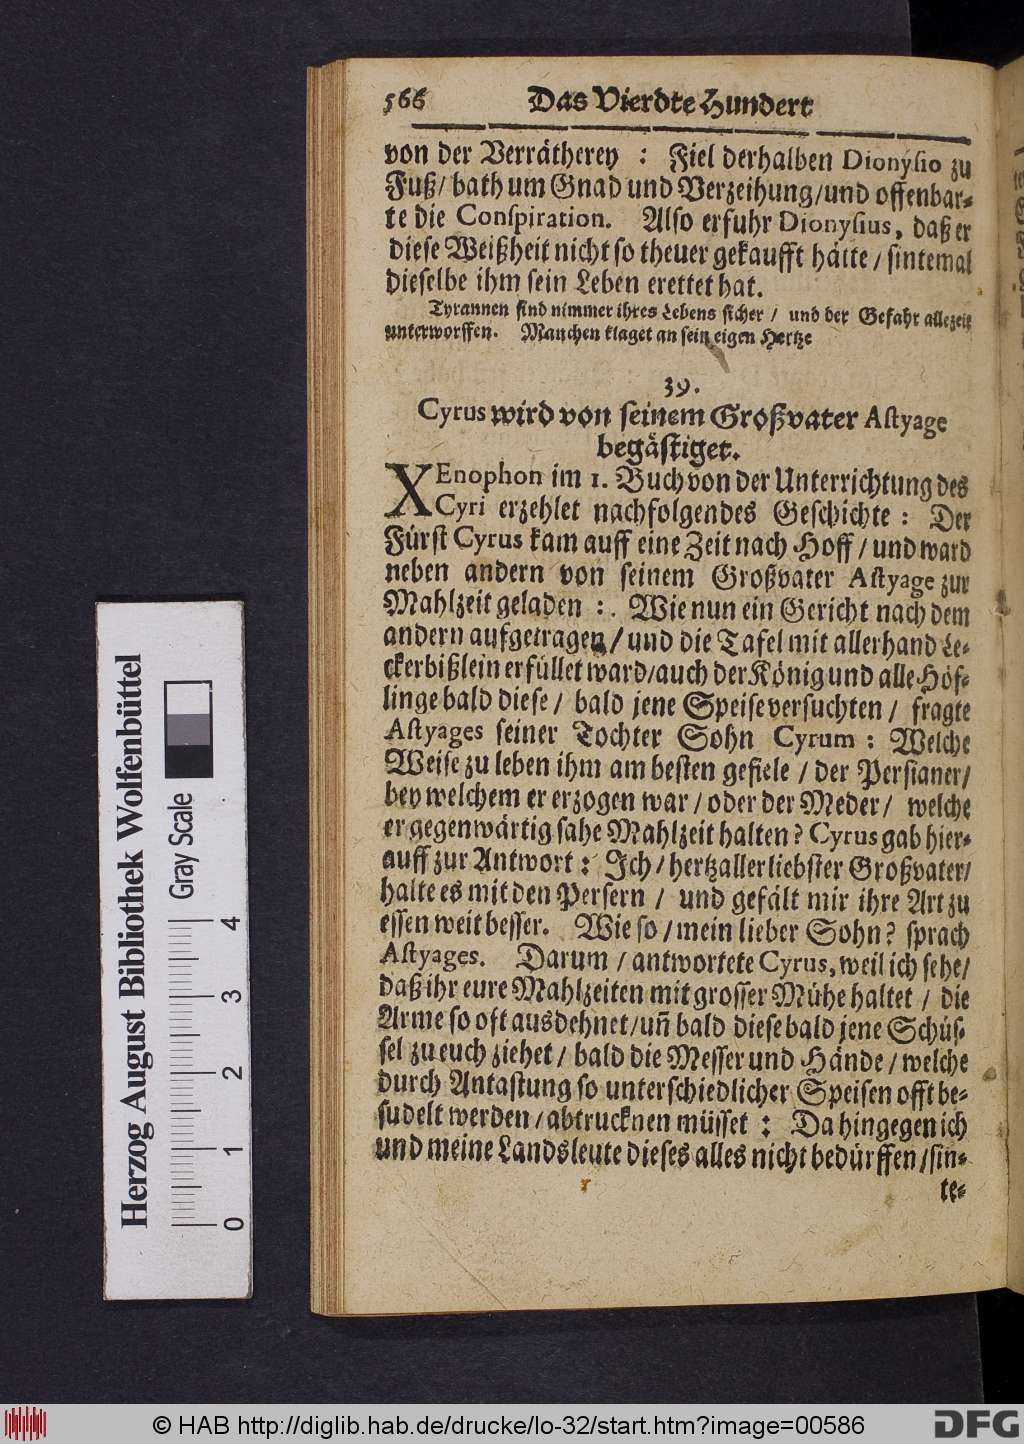 566 Das Vierdte Hundert
von der Verrätherey : Fiel derhalben Dionysio zu
Fuß/ bath um Gnad und Verzeihung/und offenbar-
te die Conspiration. Also erfuhr Dionysius, daß er
diese Weißheit nicht so theuer gekaufft hätte / sintemal
dieselbe ihm sein Leben erettet hat.
Tyrannen sind nimmer ihres Lebens sicher / und der Gefahr allezeit
unterworffen. Manchen klaget an sein eigen Hertze
39.
Cyrus wird von seinem Großvater Astyage
begästiget.
XEnophon im 1. Buch von der Unterrichtung des
Cyri erzehlet nachfolgendes Geschichte : Der
Fürst Cyrus kam auff eine Zeit nach Hoff / und ward
neben andern von seinem Großvater Astyage zur
Mahlzeit geladen : Wie nun ein Gericht nach dem
andern aufgetragen / und die Tafel mit allerhand Le-
ckerbißlein erfüllet ward/auch der König und alle Höf-
linge bald diese / bald jene Speise versuchten / fragte
Astyages seiner Tochter Sohn Cyrum : Welche
Weise zu leben ihm am besten gefiele / der Persianer/
bey welchem er erzogen war / oder der Meder / welche
er gegenwärtig sahe Mahlzeit halten ? Cyrus gab hier-
auff zur Antwort : Ich / hertzallerliebster Großvater/
halte es mit den Persern / und gefält mir ihre Art zu
essen weit besser. Wie so / mein lieber Sohn ? sprach
Astyages. Darum / antwortete Cyrus, weil ich sehe/
daß ihr eure Mahlzeiten mit grosser Mühe haltet / die
Arme so oft ausdehnet/uñ bald diese bald jene Schüs-
sel zu euch ziehet / bald die Messer und Hände / welche
durch Antastung so unterschiedlicher Speisen offt be-
sudelt werden / abtrucknen müsset : Da hingegen ich
und meine Landsleute dieses alles nicht bedürffen /sin-
te-
Herzog August Bibliothek Wolfenbüttel
Gray Scale
0 1 2 3 4
© HAB http://diglib.hab.de/drucke/lo-32/start.htm?image=00586
DFG